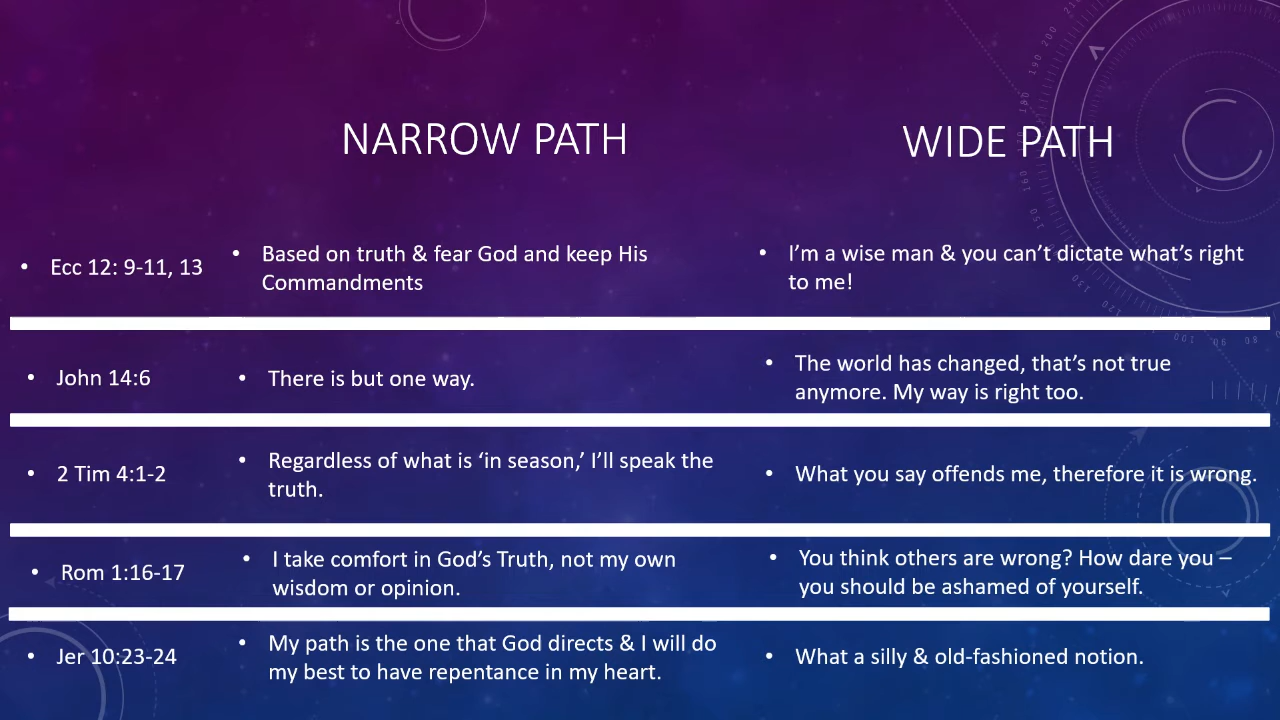 NARROW PATH
WIDE PATH
• Ecc 12: 9-11, 13
• Based on truth & fear God and keep His
Commandments
• I’m a wise man & you can’t dictate what’s right
to me!
• John 14:6
• There is but one way.
• The world has changed, that’s not true
anymore. My way is right too.
• 2 Tim 4:1-2
• Regardless of what is ‘in season,’ I’ll speak the
truth.
• What you say offends me, therefore it is wrong.
• Rom 1:16-17
• I take comfort in God’s Truth, not my own
wisdom or opinion.
• You think others are wrong? How dare you –
you should be ashamed of yourself.
• Jer 10:23-24
• My path is the one that God directs & I will do
my best to have repentance in my heart.
• What a silly & old-fashioned notion.